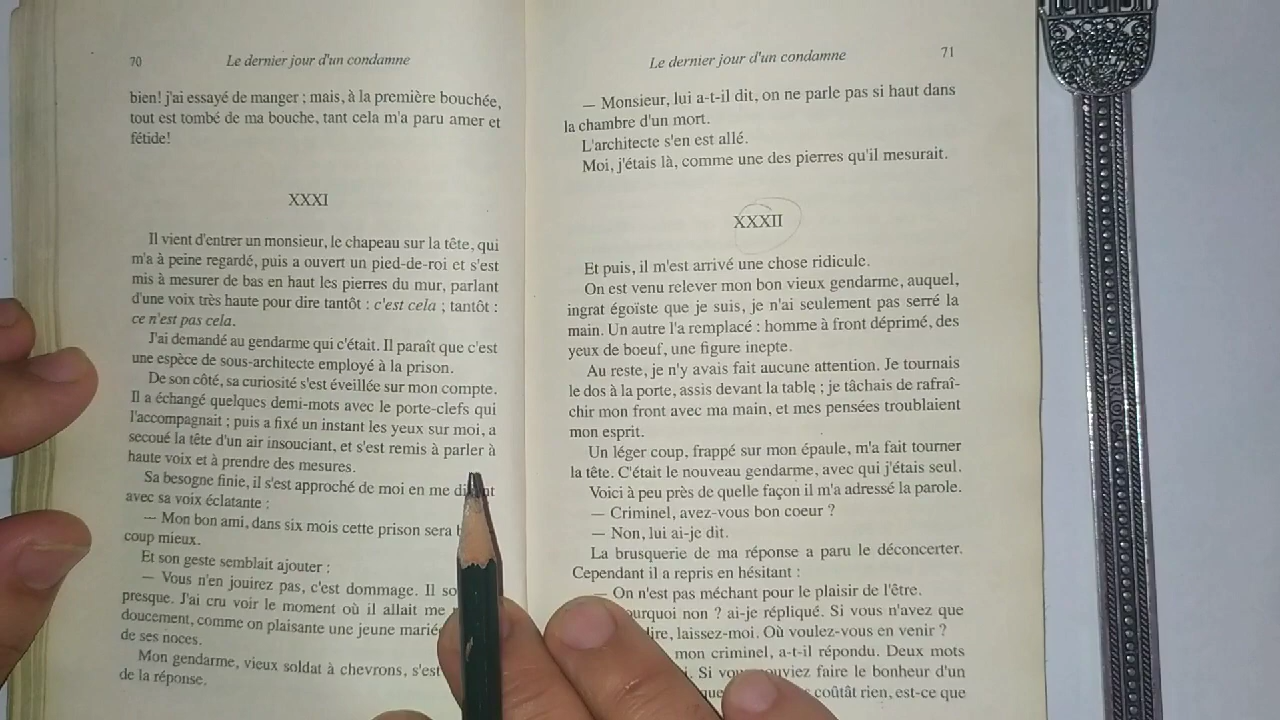 70
Le dernier jour d'un condamne
bien! j'ai essayé de manger ; mais, à la première bouchée,
tout est tombé de ma bouche, tant cela m'a paru amer et
fétide!
XXXI
Il vient d'entrer un monsieur, le chapeau sur la tête, qui
m'a à peine regardé, puis a ouvert un pied-de-roi et s'est
mis à mesurer de bas en haut les pierres du mur, parlant
d'une voix très haute pour dire tantôt : c'est cela ; tantôt :
ce n'est pas cela.
J'ai demandé au gendarme qui c'était. Il paraît que c'est
une espèce de sous-architecte employé à la prison.
De son côté, sa curiosité s'est éveillée sur mon compte.
Il a échangé quelques demi-mots avec le porte-clefs qui
l'accompagnait ; puis a fixé un instant les yeux sur moi, a
secoué la tête d'un air insouciant, et s'est remis à parler à
haute voix et à prendre des mesures.
Sa besogne finie, il s'est approché de moi en me
avec sa voix éclatante :
— Mon bon ami, dans six mois cette prison sera
coup mieux.
Et son geste semblait ajouter :
— Vous n'en jouirez pas, c'est dommage. Il
presque. J'ai cru voir le moment où il allait me
doucement, comme on plaisante une jeune
de ses noces.
Mon gendarme, vieux soldat à chevrons, s'est
de la réponse.
Le dernier jour d'un condamne
71
— Monsieur, lui a-t-il dit, on ne parle pas si haut dans
la chambre d'un mort.
L'architecte s'en est allé.
Moi, j'étais là, comme une des pierres qu'il mesurait.
XXXII
Et puis, il m'est arrivé une chose ridicule.
On est venu relever mon bon vieux gendarme, auquel,
ingrat égoïste que je suis, je n'ai seulement pas serré la
main. Un autre l'a remplacé : homme à front déprimé, des
yeux de boeuf, une figure inepte.
Au reste, je n'y avais fait aucune attention. Je tournais
le dos à la porte, assis devant la table ; je tâchais de rafraî-
chir mon front avec ma main, et mes pensées troublaient
mon esprit.
Un léger coup, frappé sur mon épaule, m'a fait tourner
la tête. C'était le nouveau gendarme, avec qui j'étais seul.
Voici à peu près de quelle façon il m'a adressé la parole.
— Criminel, avez-vous bon coeur ?
— Non, lui ai-je dit.
La brusquerie de ma réponse a paru le déconcerter.
Cependant il a repris en hésitant :
— On n'est pas méchant pour le plaisir de l'être.
non ? ai-je répliqué. Si vous n'avez que
laissez-moi. Où voulez-vous en venir ?
mon criminel, a-t-il répondu. Deux mots
Si faire le bonheur d'un
coûtât rien, est-ce que
MAROC